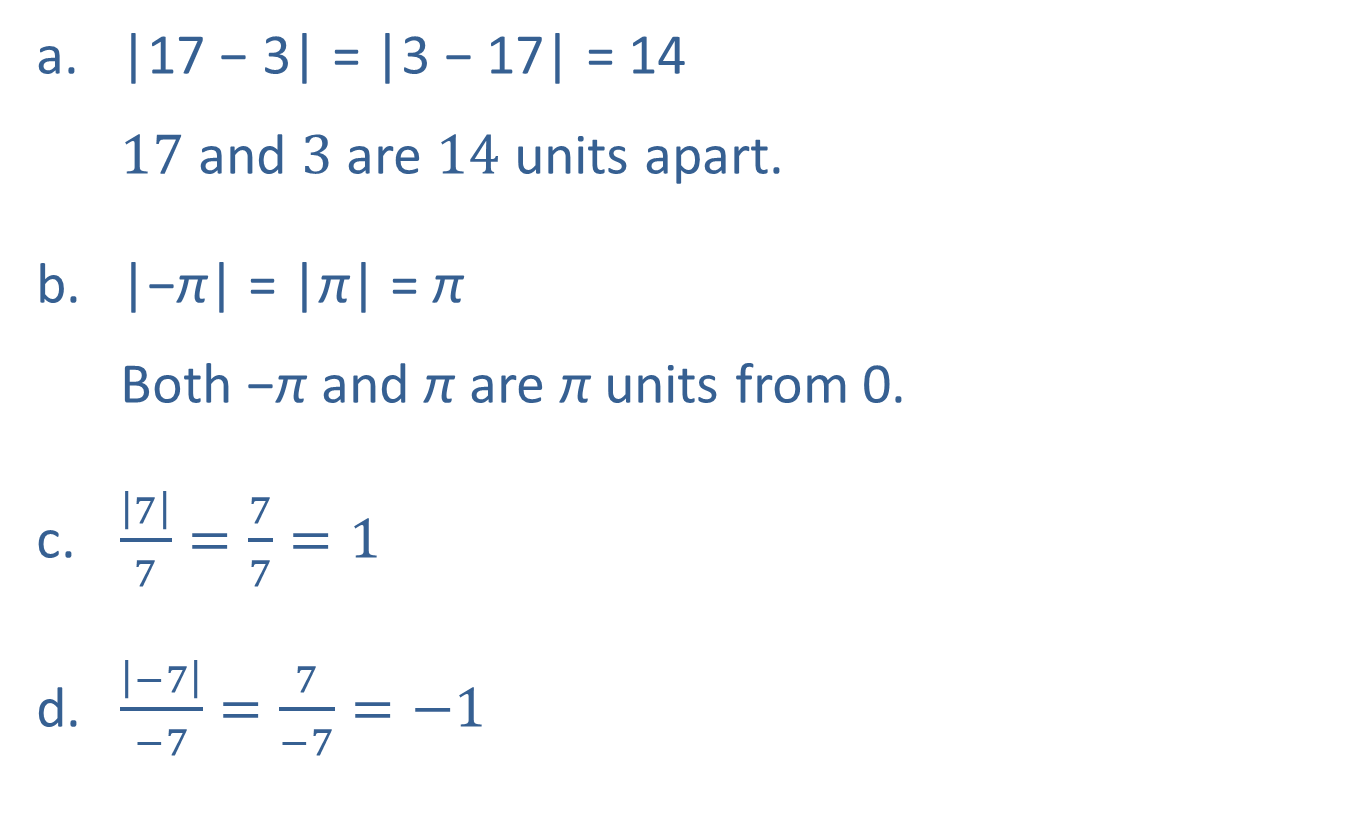 a. |17 – 3| = |3 – 17| = 14
17 and 3 are 14 units apart.
b. |–π| = |π| = π
Both –π and π are π units from 0.
c. |7|/7 = 7/7 = 1
d. |−7|/−7 = 7/−7 = −1